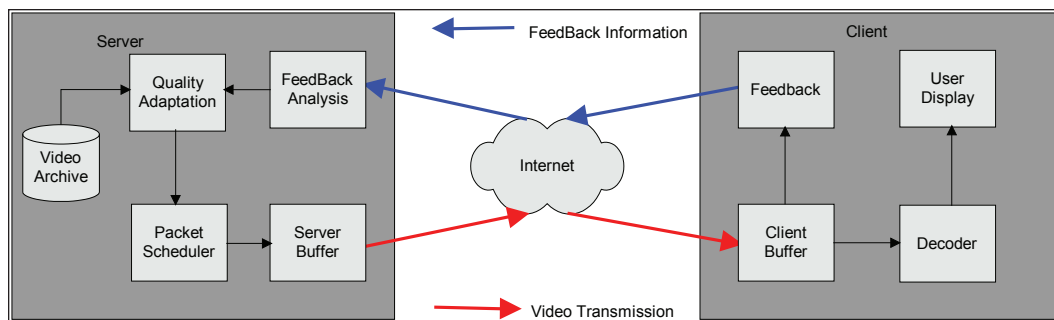 Server
FeedBack Information
Client
Quality
Adaptation
FeedBack
Analysis
Feedback
User
Display
Video
Archive
Internet
Packet
Scheduler
Server
Buffer
Client
Buffer
Decoder
Video Transmission